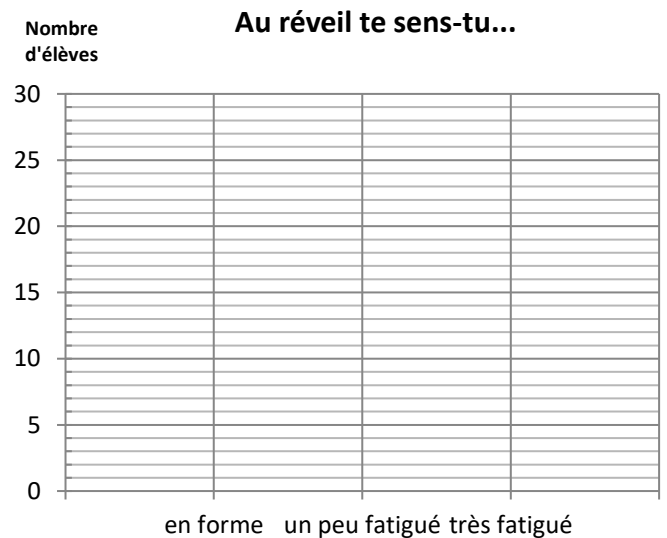 Au réveil te sens-tu...
Nombre
d'élèves
30
25
20
15
10
5
0
en forme un peu fatigué très fatigué